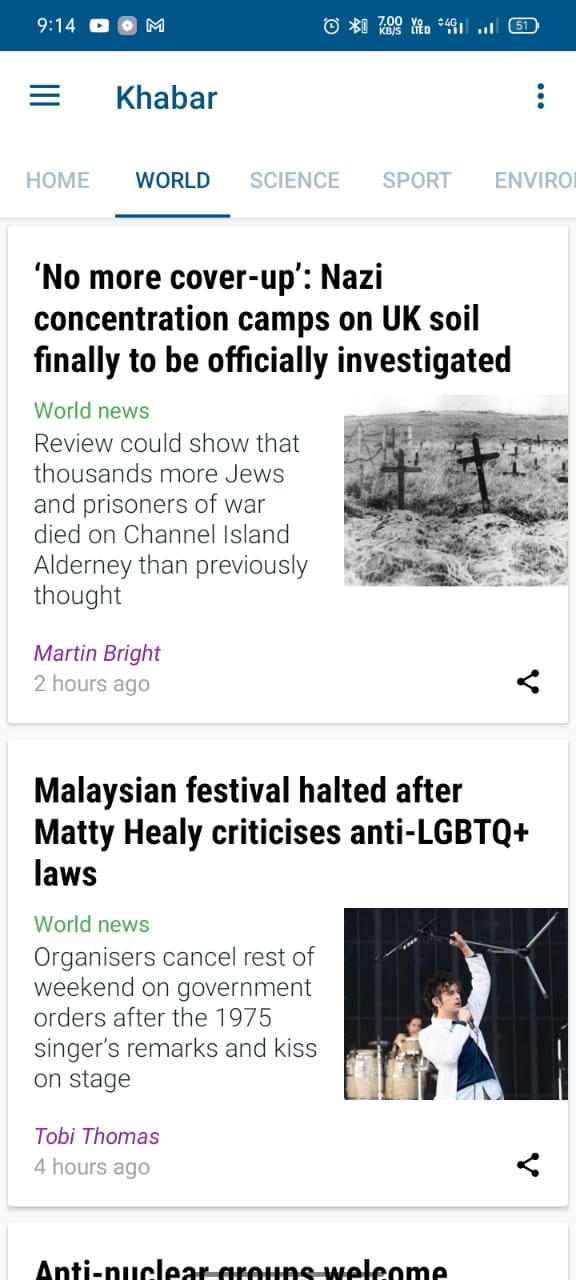 9:14 7.00 KB/S Vo LTED 4G 51
Khabar
HOME WORLD SCIENCE SPORT ENVIRO
‘No more cover-up’: Nazi
concentration camps on UK soil
finally to be officially investigated
World news
Review could show that
thousands more Jews
and prisoners of war
died on Channel Island
Alderney than previously
thought
Martin Bright
2 hours ago
Malaysian festival halted after
Matty Healy criticises anti-LGBTQ+
laws
World news
Organisers cancel rest of
weekend on government
orders after the 1975
singer’s remarks and kiss
on stage
Tobi Thomas
4 hours ago
Anti-nuclear groups welcome